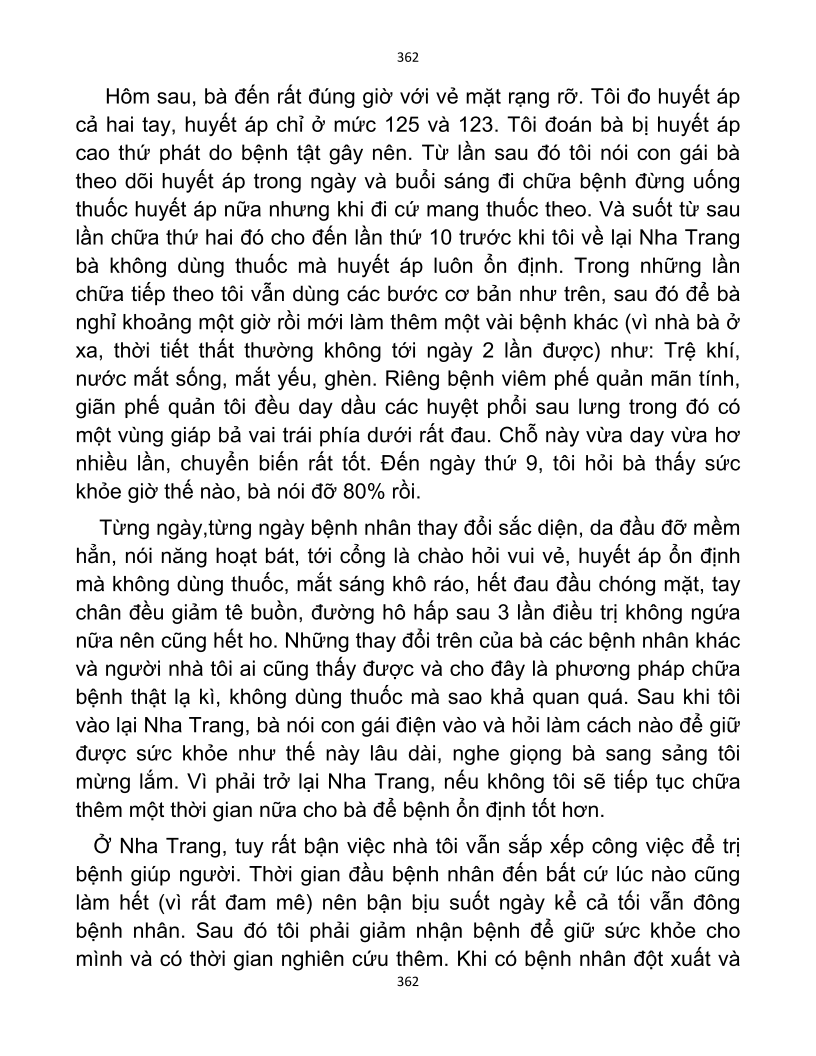 362
Hôm sau, bà đến rất đúng giờ với vẻ mặt rạng rỡ. Tôi đo huyết áp
cả hai tay, huyết áp chỉ ở mức 125 và 123. Tôi đoán bà bị huyết áp
cao thứ phát do bệnh tật gây nên. Từ lần sau đó tôi nói con gái bà
theo dõi huyết áp trong ngày và buổi sáng đi chữa bệnh đừng uống
thuốc huyết áp nữa nhưng khi đi cứ mang thuốc theo. Và suốt từ sau
lần chữa thứ hai đó cho đến lần thứ 10 trước khi tôi về lại Nha Trang
bà không dùng thuốc mà huyết áp luôn ổn định. Trong những lần
chữa tiếp theo tôi vẫn dùng các bước cơ bản như trên, sau đó để bà
nghỉ khoảng một giờ rồi mới làm thêm một vài bệnh khác (vì nhà bà ở
xa, thời tiết thất thường không tới ngày 2 lần được) như: Trệ khí,
nước mắt sống, mắt yếu, ghèn. Riêng bệnh viêm phế quản mãn tính,
giãn phế quản tôi đều day dầu các huyệt phổi sau lưng trong đó có
một vùng giáp bả vai trái phía dưới rất đau. Chỗ này vừa day vừa hơ
nhiều lần, chuyển biến rất tốt. Đến ngày thứ 9, tôi hỏi bà thấy sức
khỏe giờ thế nào, bà nói đỡ 80% rồi.
Từng ngày,từng ngày bệnh nhân thay đổi sắc diện, da đầu đỡ mềm
hẳn, nói năng hoạt bát, tới cổng là chào hỏi vui vẻ, huyết áp ổn định
mà không dùng thuốc, mắt sáng khô ráo, hết đau đầu chóng mặt, tay
chân đều giảm tê buồn, đường hô hấp sau 3 lần điều trị không ngứa
nữa nên cũng hết ho. Những thay đổi trên của bà các bệnh nhân khác
và người nhà tôi ai cũng thấy được và cho đây là phương pháp chữa
bệnh thật lạ kì, không dùng thuốc mà sao khả quan quá. Sau khi tôi
vào lại Nha Trang, bà nói con gái điện vào và hỏi làm cách nào để giữ
được sức khỏe như thế này lâu dài, nghe giọng bà sang sảng tôi
mừng lắm. Vì phải trở lại Nha Trang, nếu không tôi sẽ tiếp tục chữa
thêm một thời gian nữa cho bà để bệnh ổn định tốt hơn.
Ở Nha Trang, tuy rất bận việc nhà tôi vẫn sắp xếp công việc để trị
bệnh giúp người. Thời gian đầu bệnh nhân đến bất cứ lúc nào cũng
làm hết (vì rất đam mê) nên bận bịu suốt ngày kể cả tối vẫn đông
bệnh nhân. Sau đó tôi phải giảm nhận bệnh để giữ sức khỏe cho
mình và có thời gian nghiên cứu thêm. Khi có bệnh nhân đột xuất và
362